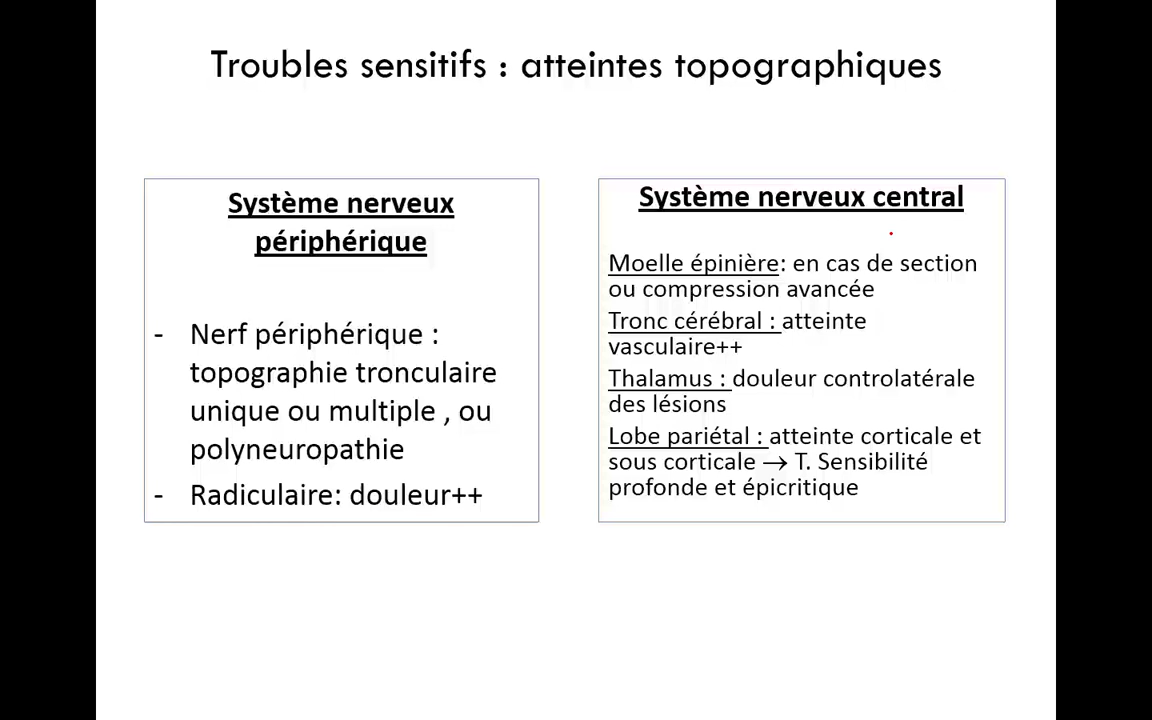 Troubles sensitifs : atteintes topographiques
Système nerveux
périphérique
- Nerf périphérique :
topographie tronculaire
unique ou multiple , ou
polyneuropathie
- Radiculaire: douleur++
Système nerveux central
Moelle épinière: en cas de section
ou compression avancée
Tronc cérébral : atteinte
vasculaire++
Thalamus : douleur controlatérale
des lésions
Lobe pariétal : atteinte corticale et
sous corticale → T. Sensibilité
profonde et épicritique